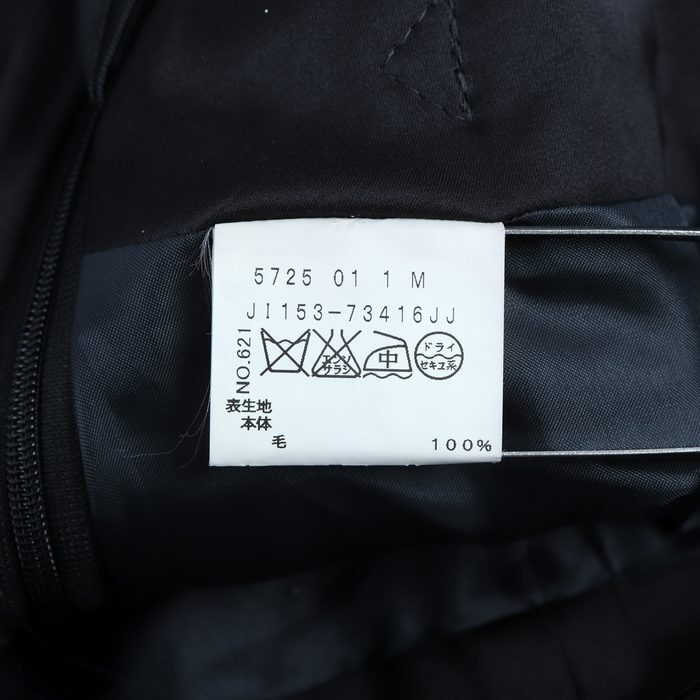 5725 01 1 M
JI153-73416JJ
NO.621
エンソ
サラシ
中
ドライ
セキユ系
表生地
本体
毛 100%